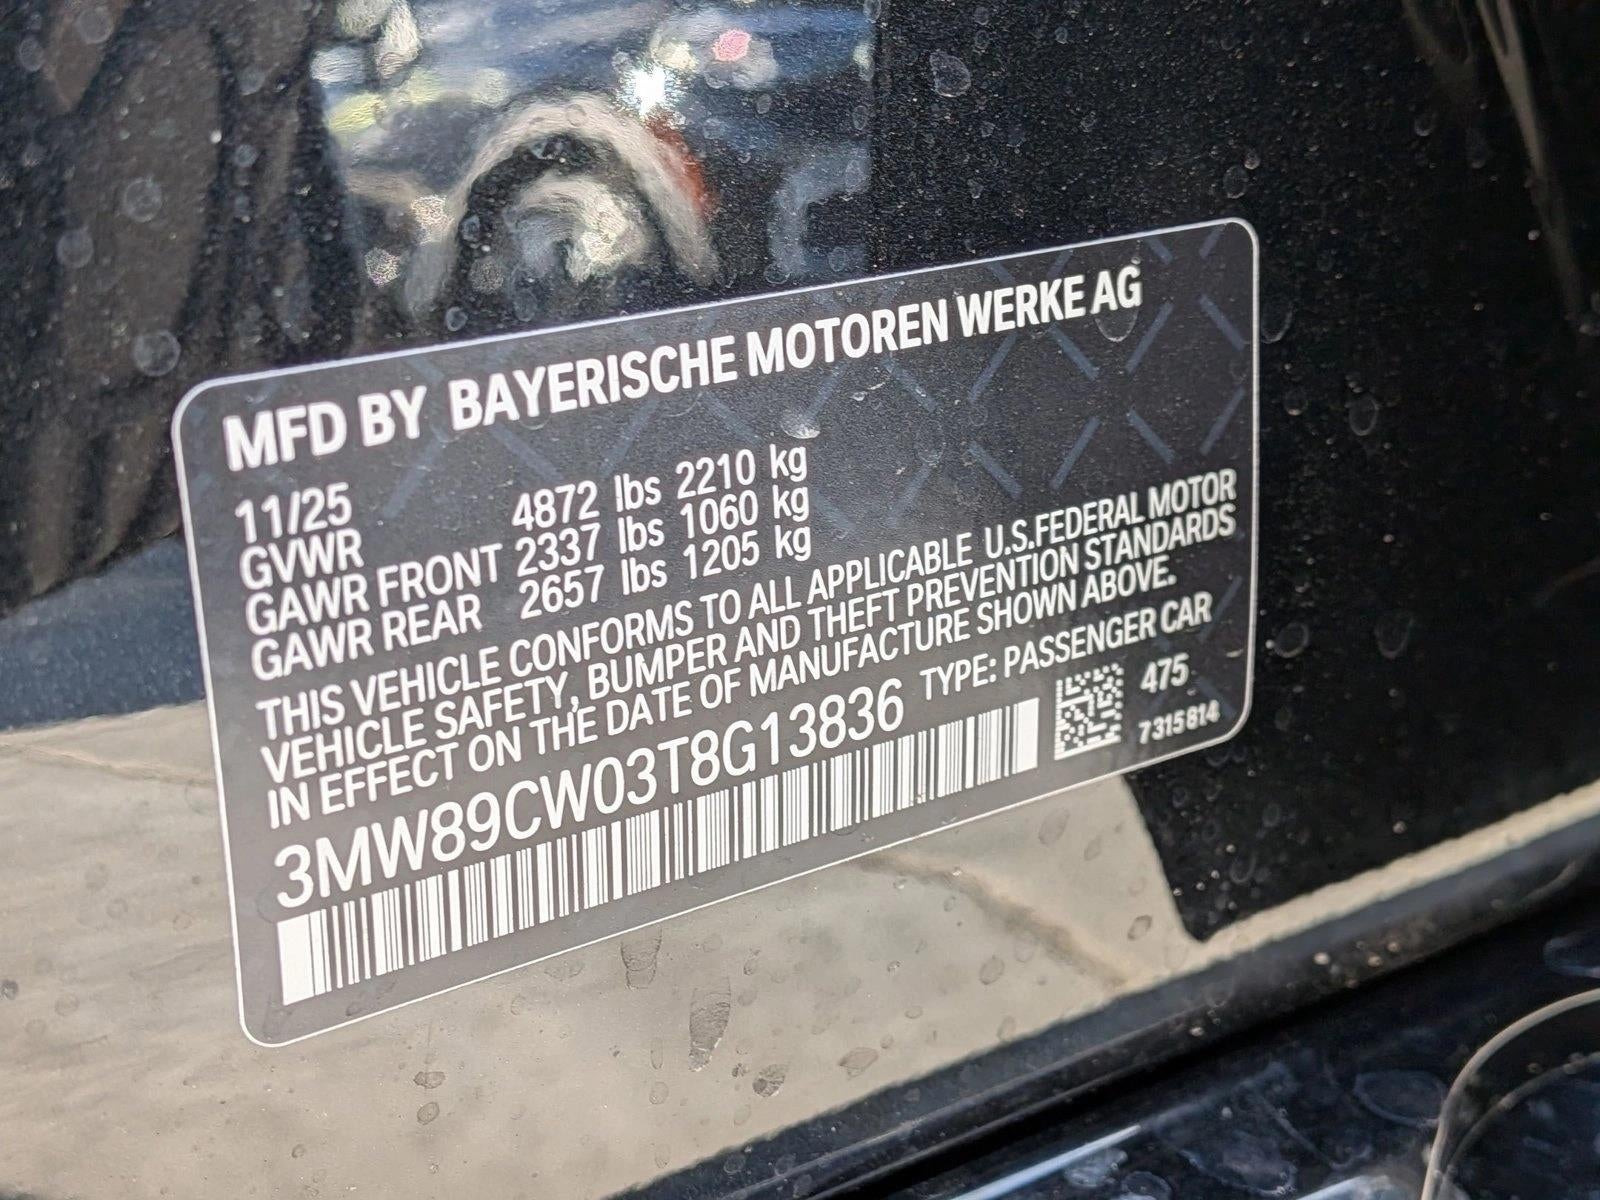 MFD BY BAYERISCHE MOTOREN WERKE AG
11/25
GVWR 4872 lbs 2210 kg
GAWR FRONT 2337 lbs 1060 kg
GAWR REAR 2657 lbs 1205 kg
THIS VEHICLE CONFORMS TO ALL APPLICABLE U.S.FEDERAL MOTOR
VEHICLE SAFETY, BUMPER AND THEFT PREVENTION STANDARDS
IN EFFECT ON THE DATE OF MANUFACTURE SHOWN ABOVE.
3MW89CW03T8G13836 TYPE: PASSENGER CAR
475
7315814